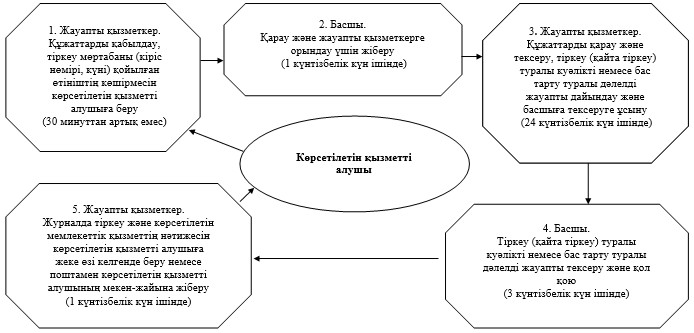 1. Жауапты қызметкер.
Құжаттарды қабылдау,
тіркеу мөртабаны (кіріс
нөмірі, күні) қойылған
өтініштің көшірмесін
көрсетілетін қызметті
алушыға беру
(30 минуттан артық емес)
2. Басшы.
Қарау және жауапты қызметкерге
орындау үшін жіберу
(1 күнтізбелік күн ішінде)
3. Жауапты қызметкер.
Құжаттарды қарау және
тексеру, тіркеу (қайта тіркеу)
туралы куәлікті немесе бас
тарту туралы дәлелді
жауапты дайындау және
басшыға тексеруге ұсыну
(24 күнтізбелік күн ішінде)
Көрсетілетін қызметті
алушы
4. Басшы.
Тіркеу (қайта тіркеу) туралы
куәлікті немесе бас тарту туралы
дәлелді жауапты тексеру және қол
қою
(3 күнтізбелік күн ішінде)
5. Жауапты қызметкер.
Журналда тіркеу және көрсетілетін
мемлекеттік қызметтің нәтижесін
көрсетілетін қызметті алушыға
жеке өзі келгенде беру немесе
поштамен көрсетілетін қызметті
алушының мекен-жайына жіберу
(1 күнтізбелік күн ішінде)